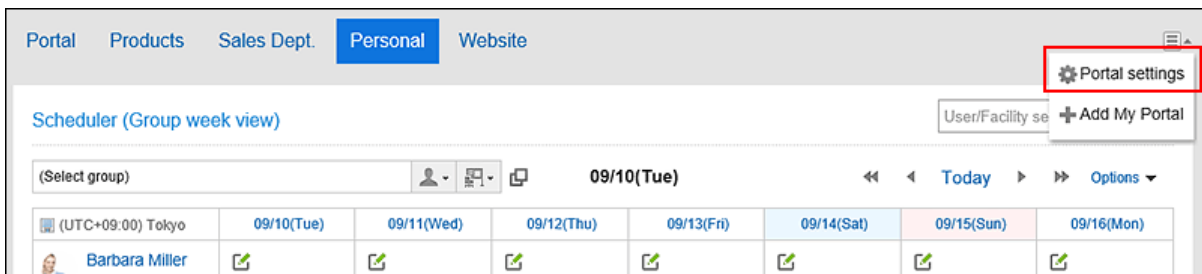 Portal Products Sales Dept. Personal Website
Portal settings
Scheduler (Group week view) User/Facility se Add My Portal
(Select group) 09/10(Tue) Today Options
(UTC+09:00) Tokyo 09/10(Tue) 09/11(Wed) 09/12(Thu) 09/13(Fri) 09/14(Sat) 09/15(Sun) 09/16(Mon)
Barbara Miller